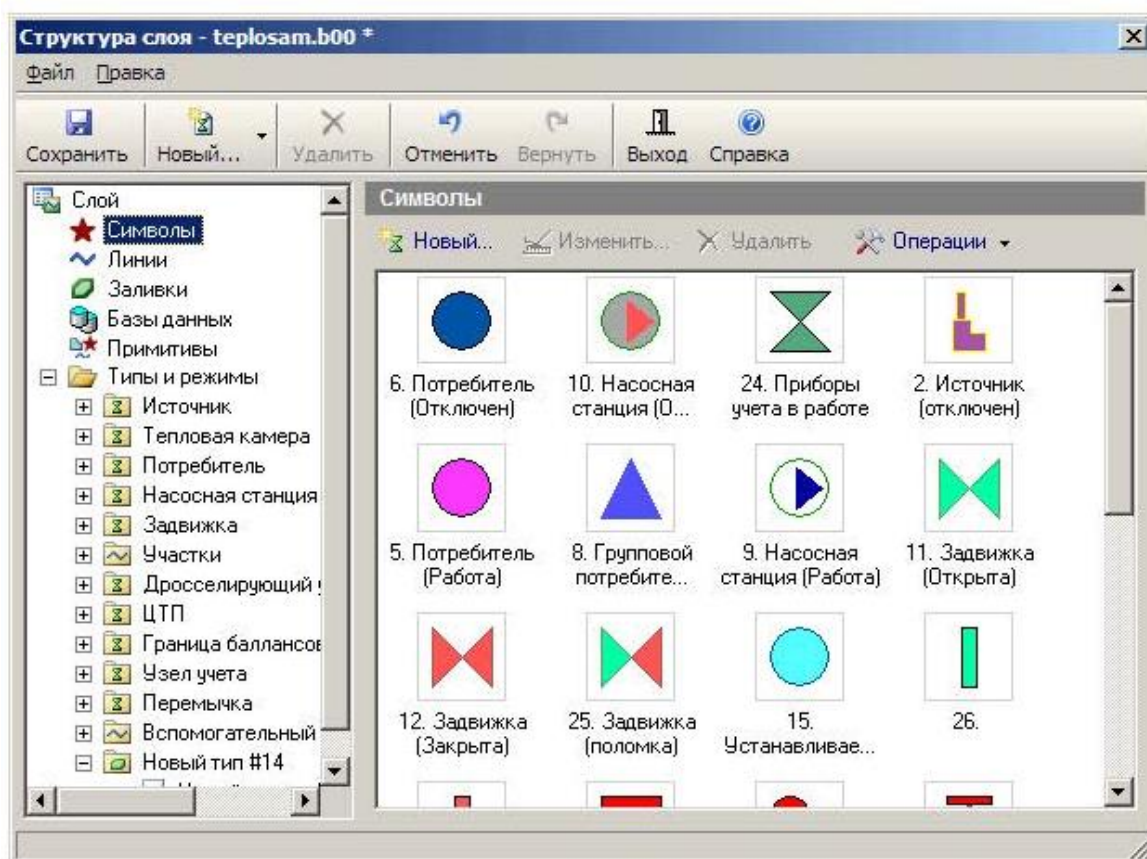 Структура слоя - teplosam.b00 *
Файл Правка
Сохранить Новый... Удалить Отменить Вернуть Выход Справка
Слой
Символы
Линии
Заливки
Базы данных
Примитивы
Типы и режимы
Источник
Тепловая камера
Потребитель
Насосная станция
Задвижка
Участки
Дросселирующий
ЦТП
Граница баллансов
Узел учета
Перемычка
Вспомогательный
Новый тип #14
Символы
Новый... Изменить... Удалить Операции
6. Потребитель
(Отключен)
10. Насосная
станция (О...
24. Приборы
учета в работе
2. Источник
(отключен)
5. Потребитель
(Работа)
8. Групповой
потребите...
9. Насосная
станция (Работа)
11. Задвижка
(Открыта)
12. Задвижка
(Закрыта)
25. Задвижка
(поломка)
15.
Устанавливае...
26.